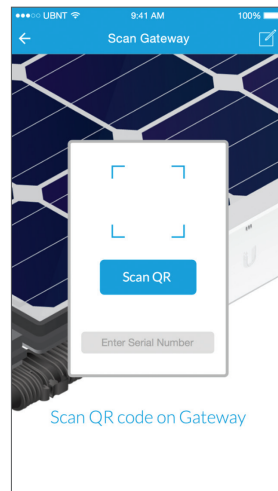 UBNT 9:41 AM 100%
Scan Gateway
Scan QR
Enter Serial Number
Scan QR code on Gateway